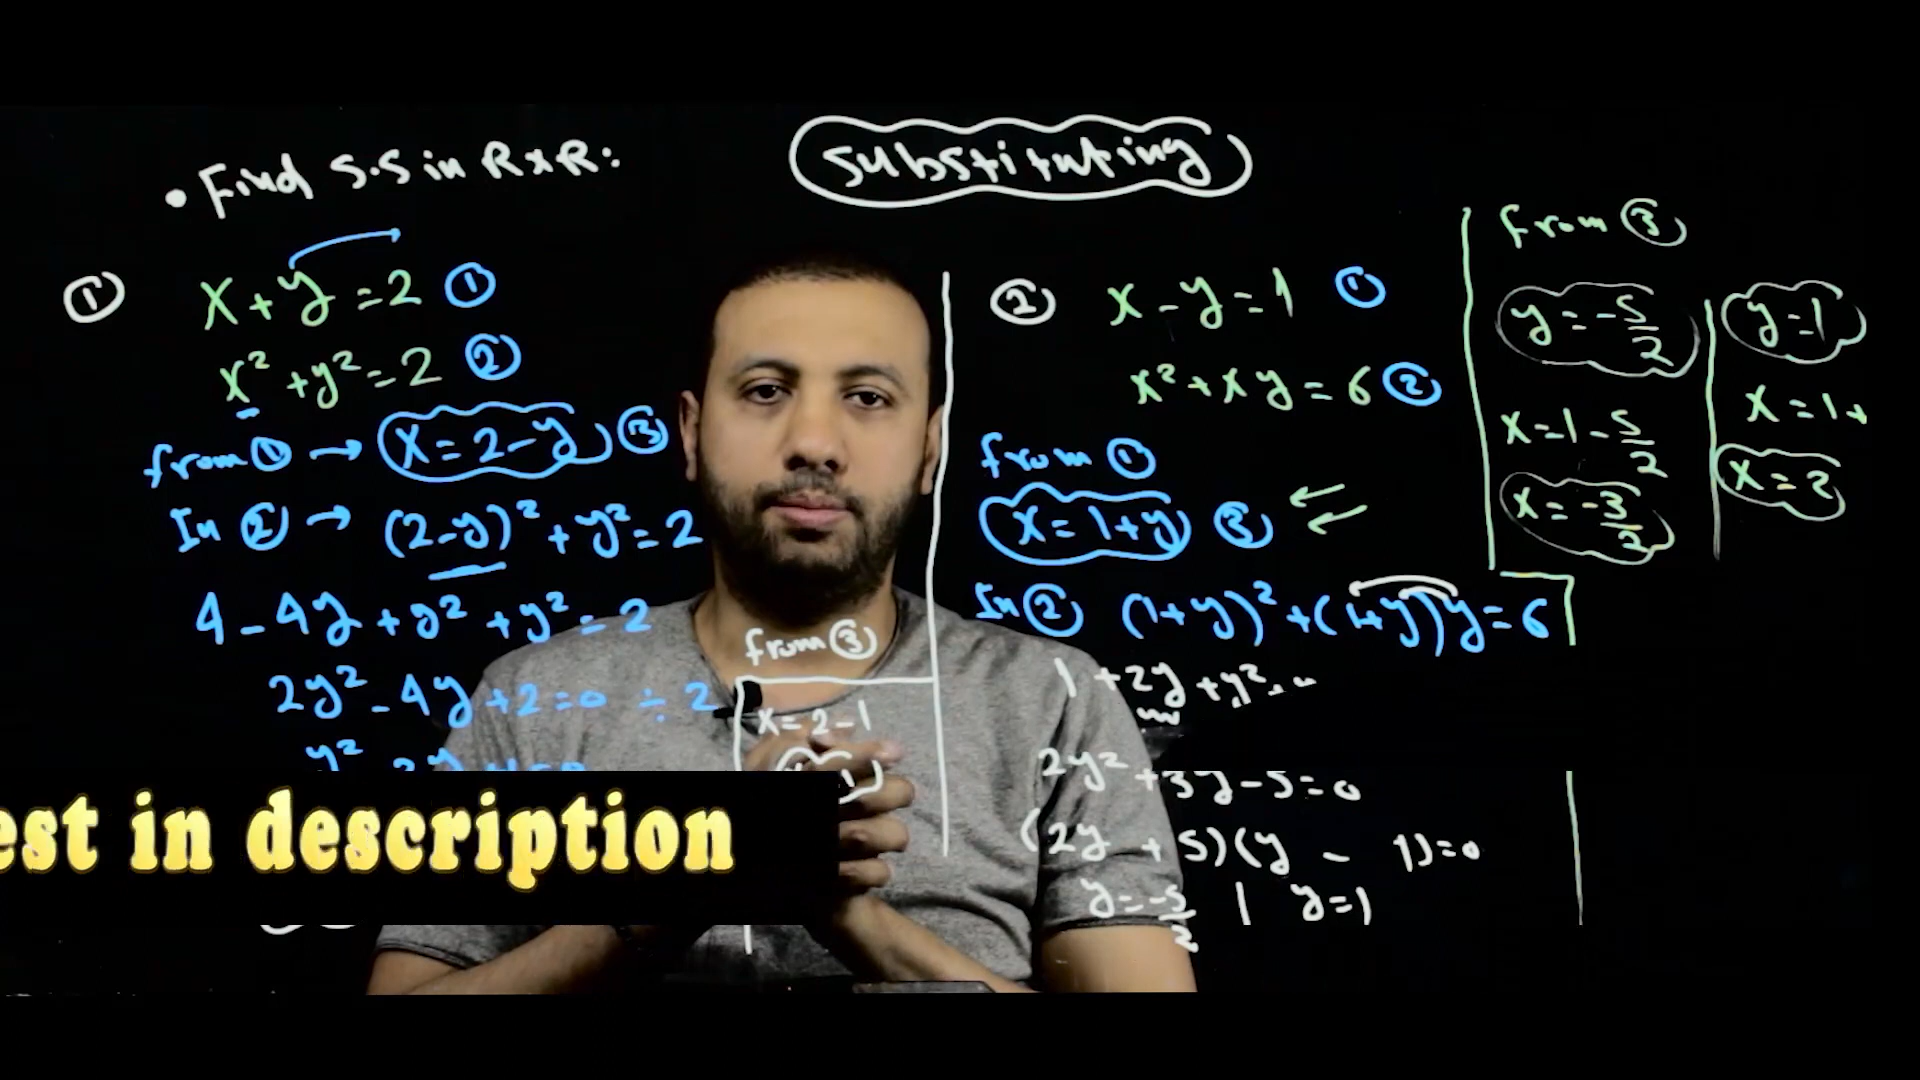 • Find S.S in R×R:
substituting
① x + y = 2 ①
x² + y² = 2 ②
from ① → x = 2 - y ③
In ② → (2-y)² + y² = 2
4 - 4y + y² + y² = 2
2y² - 4y + 2 = 0 ÷ 2
from ③
x = 2 - 1
② x - y = 1 ①
x² + xy = 6 ②
from ①
x = 1 + y ③
In ② (1+y)² + (1+y)y = 6
1 + 2y + y²
2y² + 3y - 5 = 0
(2y + 5)(y - 1) = 0
y = -5/2 | y = 1
from ③
y = -5/2
x = 1 - 5/2
x = -3/2
y = 1
x = 1 +
x = 2
est in description